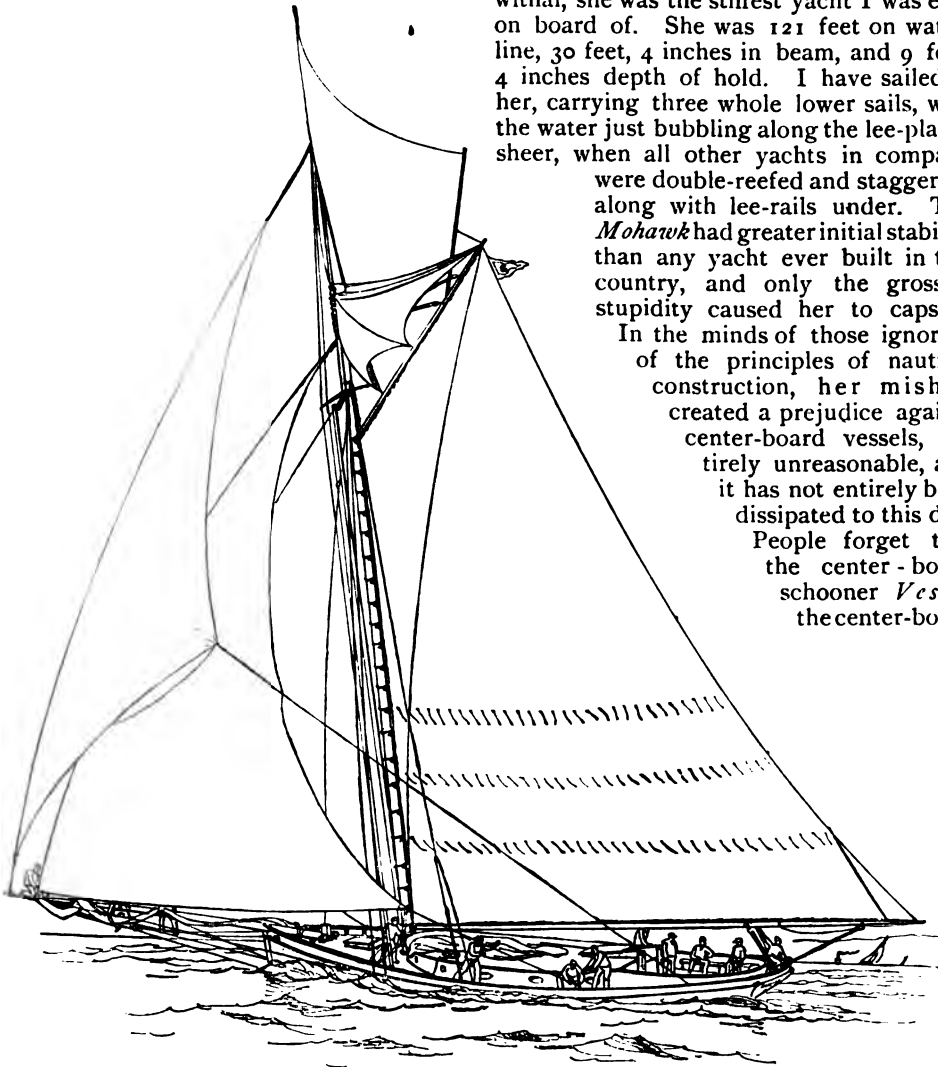 withal, she was the stiffest yacht I was e
on board of. She was 121 feet on wat
line, 30 feet, 4 inches in beam, and 9 fe
4 inches depth of hold. I have sailed
her, carrying three whole lower sails, w
the water just bubbling along the lee-pla
sheer, when all other yachts in compa
were double-reefed and stagger
along with lee-rails under. T
Mohawk had greater initial stabi
than any yacht ever built in t
country, and only the gross
stupidity caused her to caps
In the minds of those ignor
of the principles of naut
construction, her mish
created a prejudice agai
center-board vessels,
tirely unreasonable, a
it has not entirely b
dissipated to this d
People forget t
the center-bo
schooner Ves
the center-bo